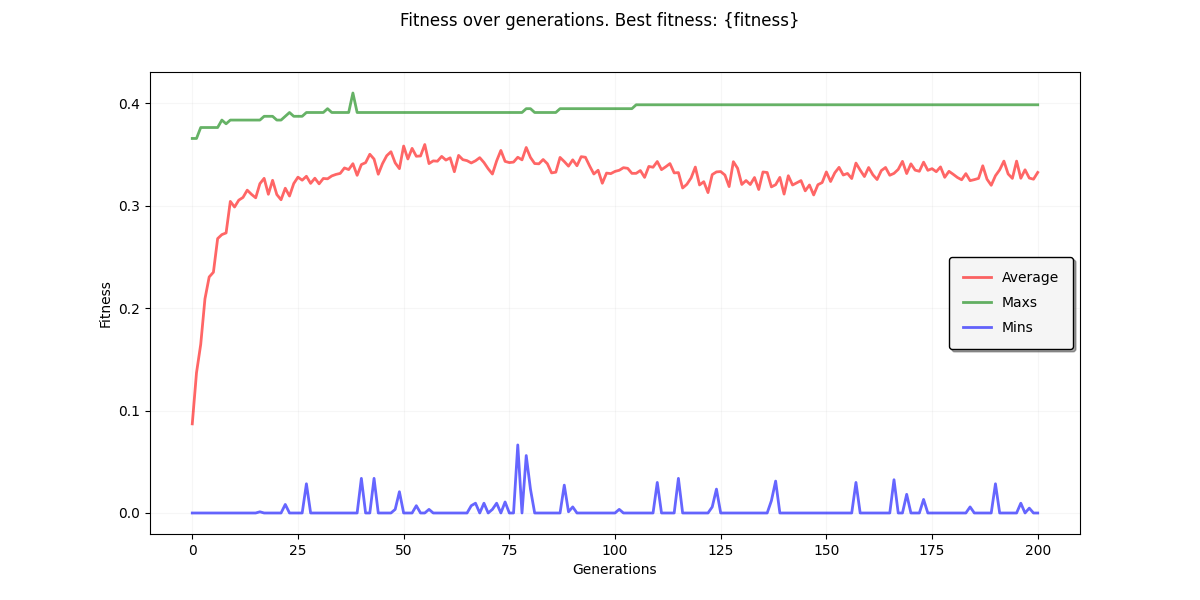 Fitness over generations. Best fitness: {fitness}
0.4
0.3
0.2
0.1
0.0
Fitness
Average
Maxs
Mins
0 25 50 75 100 125 150 175 200
Generations